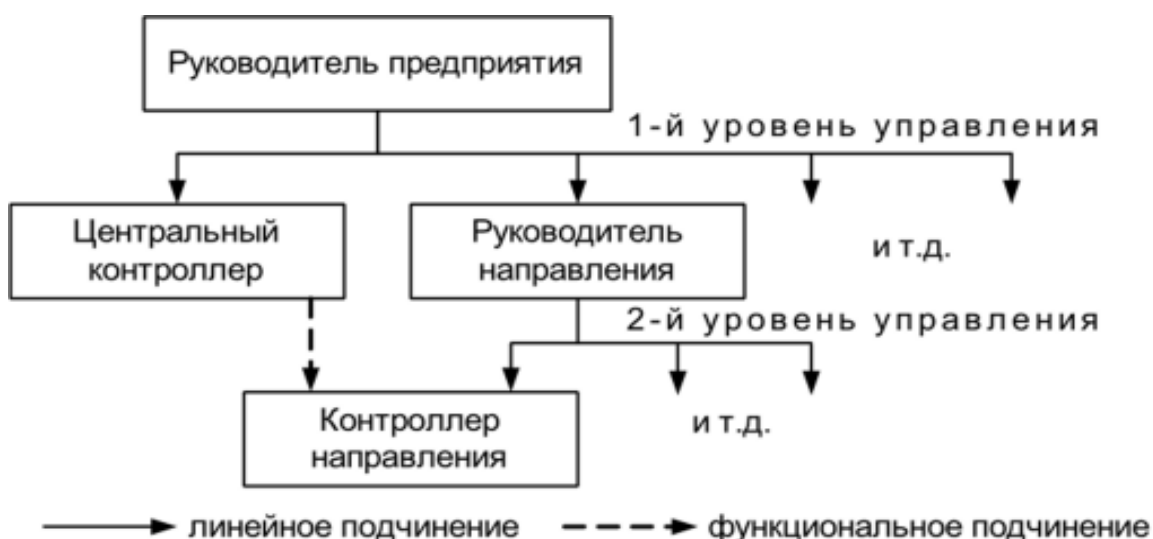 Руководитель предприятия
1-й уровень управления
Центральный
контроллер
Руководитель
направления
и т.д.
2-й уровень управления
Контроллер
направления
и т.д.
линейное подчинение
функциональное подчинение